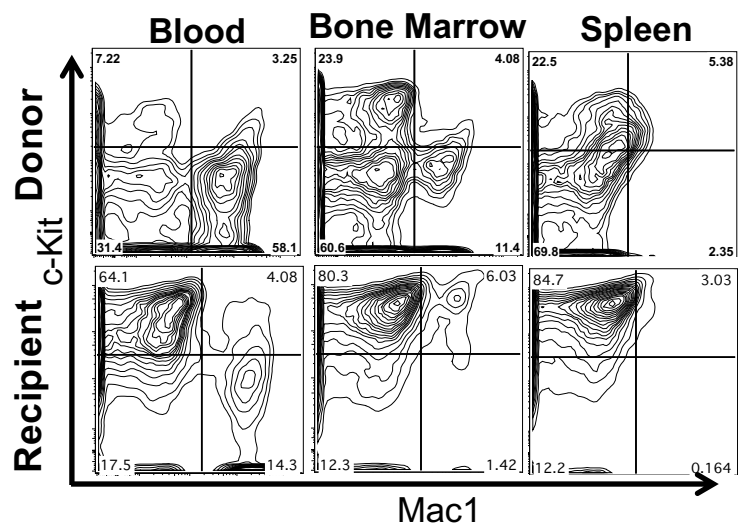 Blood Bone Marrow Spleen
7.22 3.25 23.9 4.08 22.5 5.38
Donor
31.4 58.1 60.6 11.4 69.8 2.35
c-Kit
64.1 4.08 80.3 6.03 84.7 3.03
Recipient
17.5 14.3 12.3 1.42 12.2 0.164
Mac1